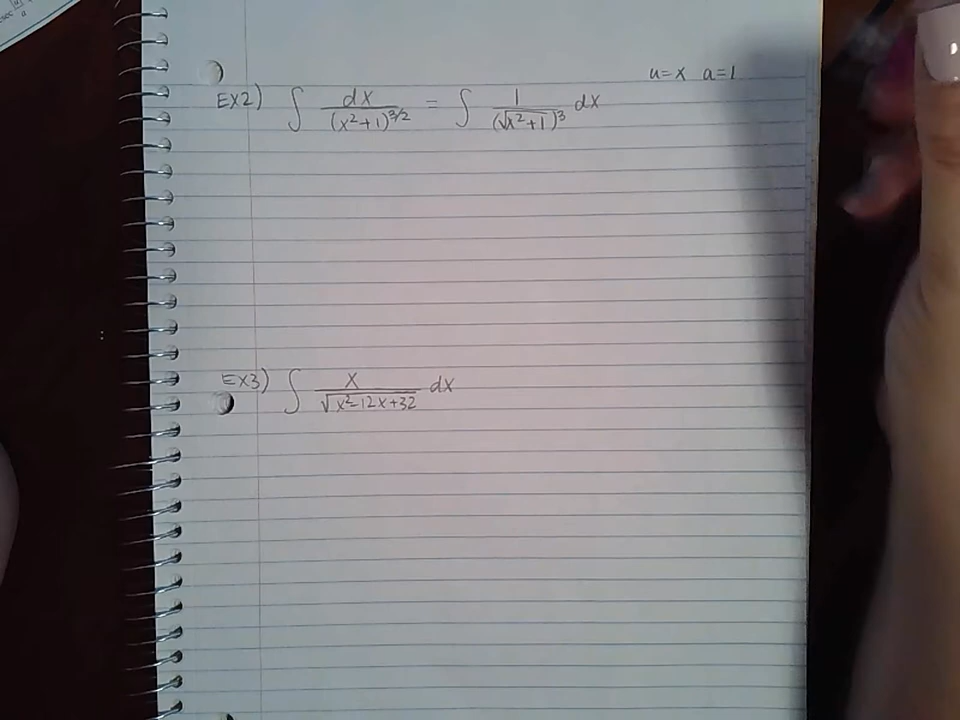 u=x a=1
Ex2) ∫ dx/(x²+1)^3/2 = ∫ 1/(√x²+1)³ dx
Ex3) ∫ x/√x²-12x+32 dx